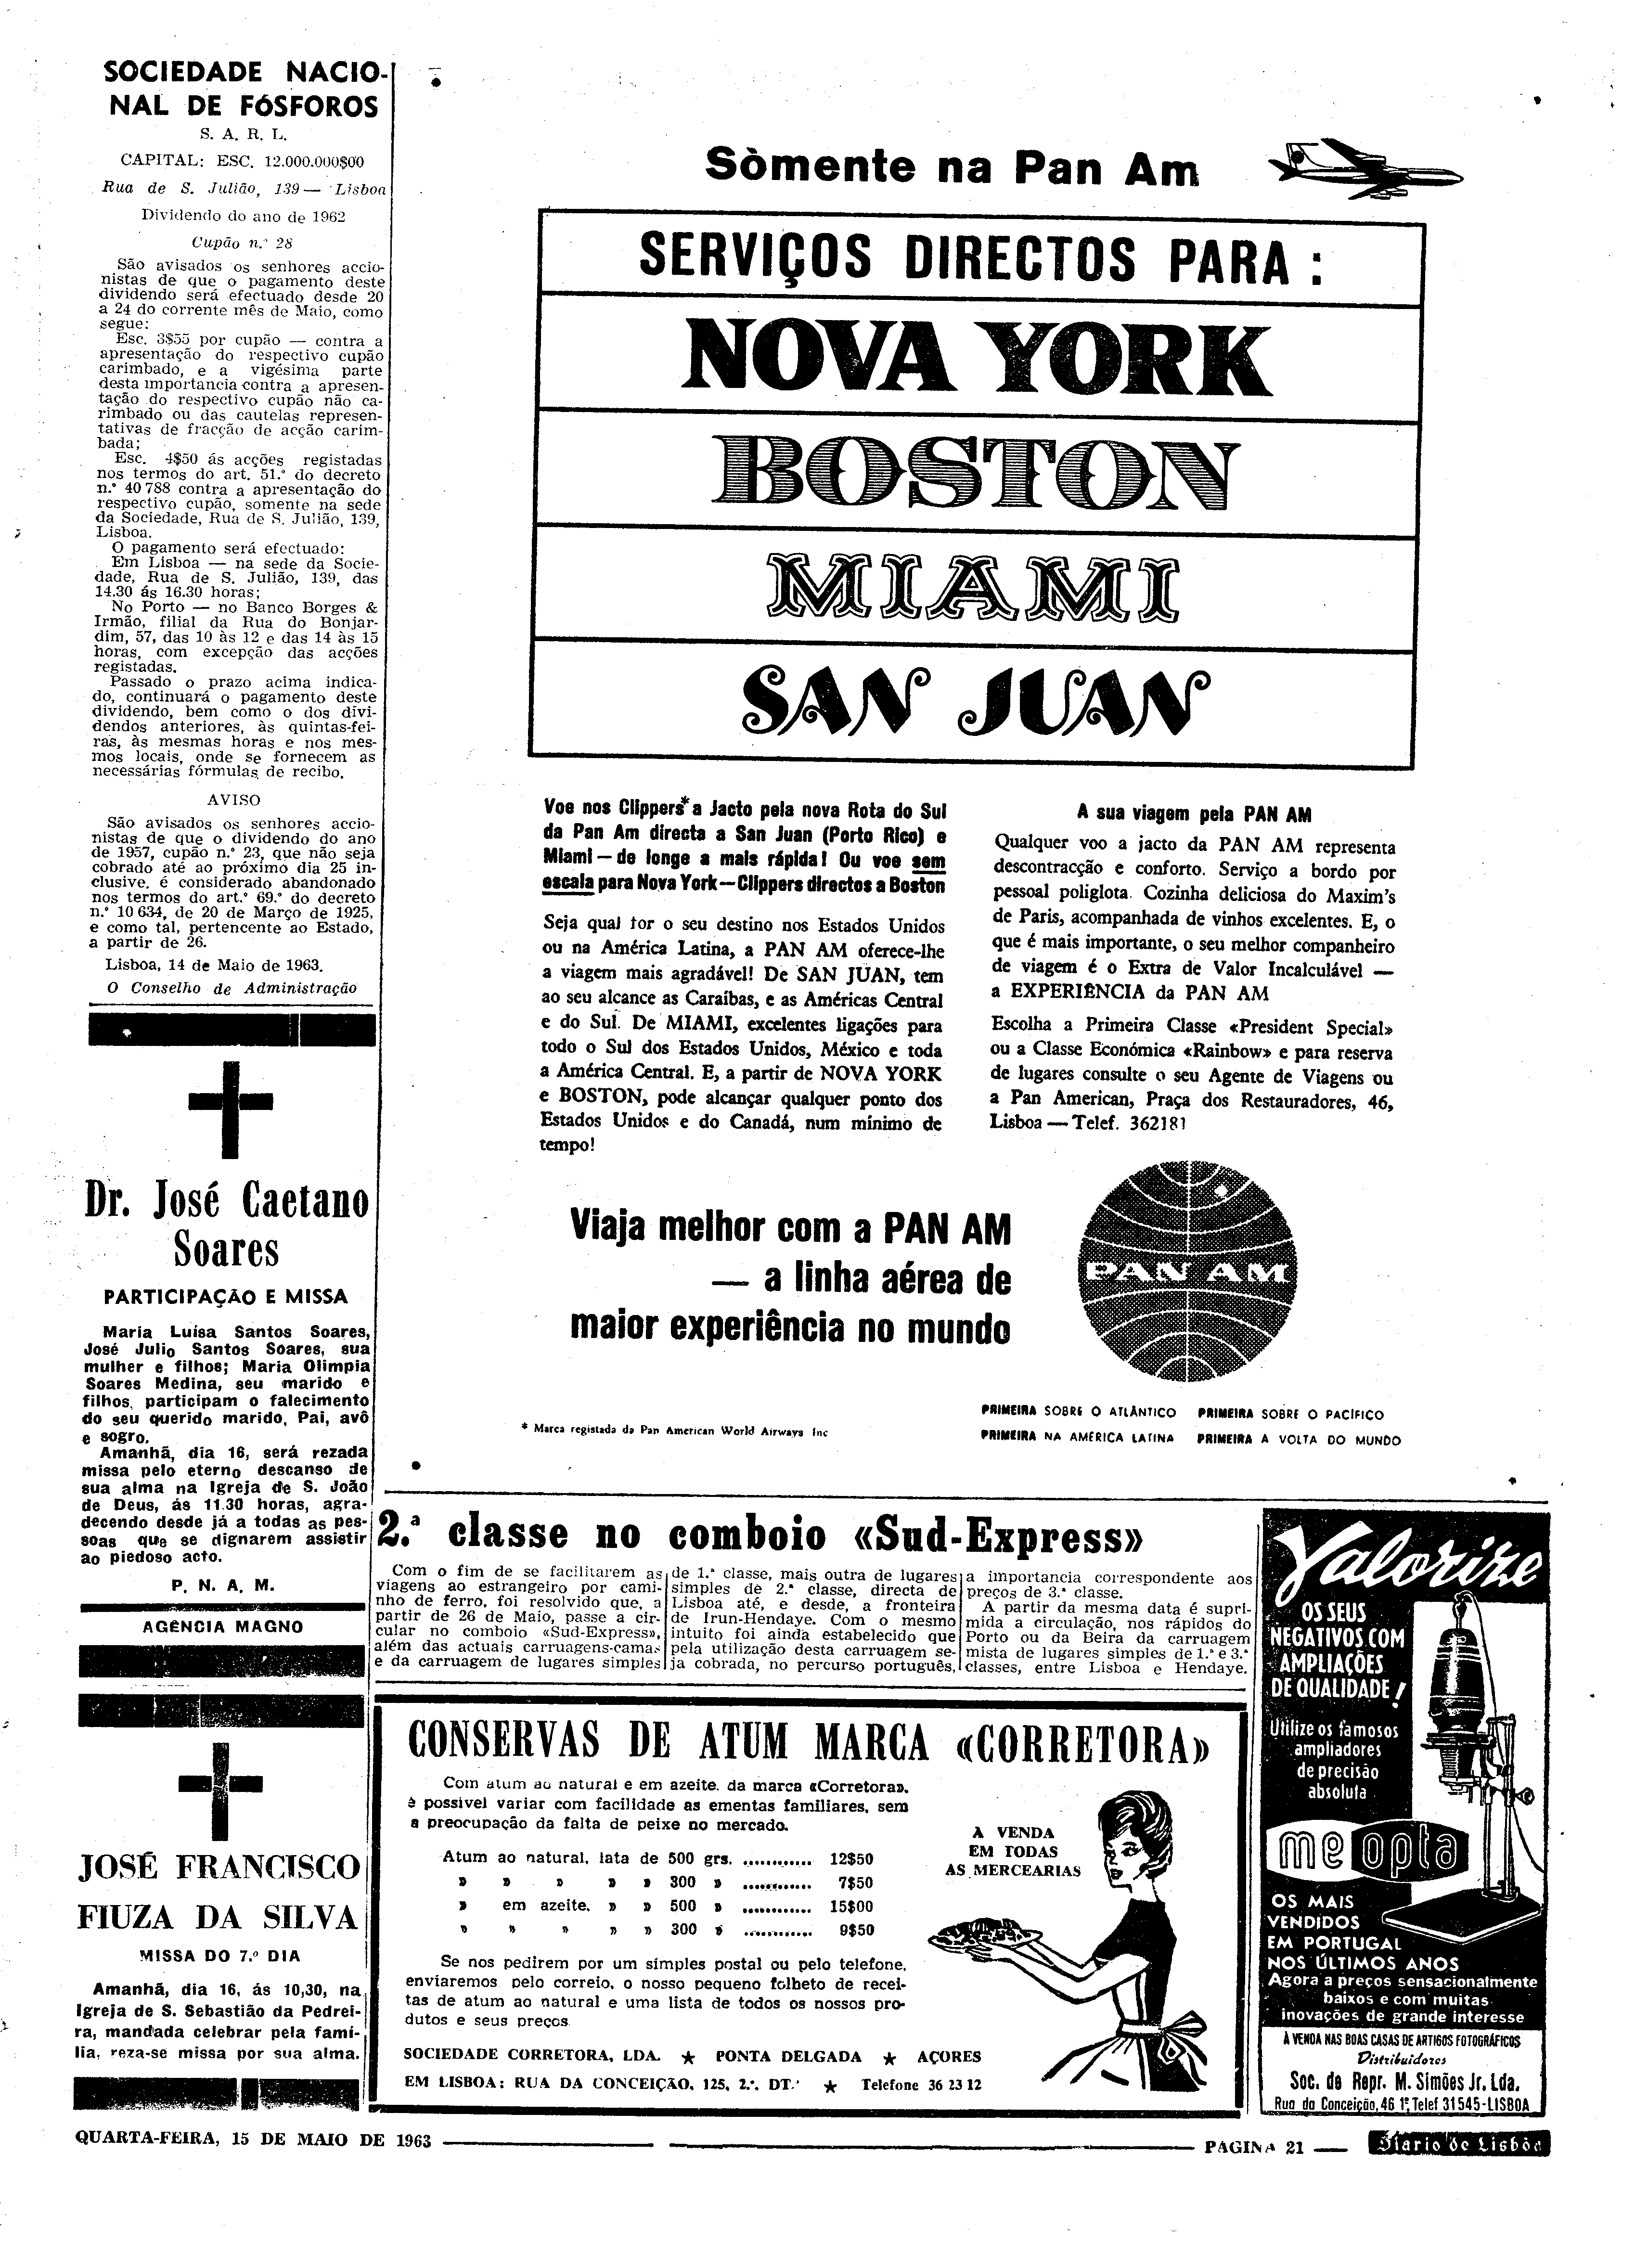 SOCIEDADE NACIO-
NAL DE FÓSFOROS
S. A. R. L.
CAPITAL: ESC. 12.000.000$00
Rua de S. Julião, 139 — Lisboa
Dividendo do ano de 1962
Cupão n.º 28
São avisados os senhores accio-
nistas de que o pagamento deste
dividendo será efectuado desde 20
a 24 do corrente mês de Maio, como
segue:
Esc. 3$55 por cupão — contra a
apresentação do respectivo cupão
carimbado, e a vigésima parte
desta importancia contra a apresen-
tação do respectivo cupão não ca-
rimbado ou das cautelas represen-
tativas de fracção de acção carim-
bada;
Esc. 4$50 ás acções registadas
nos termos do art. 51.º do decreto
n.º 40 788 contra a apresentação do
respectivo cupão, somente na sede
da Sociedade, Rua de S. Julião, 139,
Lisboa.
O pagamento será efectuado:
Em Lisboa — na sede da Socie-
dade, Rua de S. Julião, 139, das
14.30 ás 16.30 horas;
No Porto — no Banco Borges &
Irmão, filial da Rua do Bonjar-
dim, 57, das 10 às 12 e das 14 às 15
horas, com excepção das acções
registadas.
Passado o prazo acima indica-
do, continuará o pagamento deste
dividendo, bem como o dos divi-
dendos anteriores, às quintas-fei-
ras, às mesmas horas e nos mes-
mos locais, onde se fornecem as
necessárias fórmulas de recibo.
AVISO
São avisados os senhores accio-
nistas de que o dividendo do ano
de 1957, cupão n.º 23, que não seja
cobrado até ao próximo dia 25 in-
clusive, é considerado abandonado
nos termos do art.º 69.º do decreto
n.º 10 634, de 20 de Março de 1925,
e como tal, pertencente ao Estado,
a partir de 26.
Lisboa, 14 de Maio de 1963.
O Conselho de Administração
Dr. José Caetano
Soares
PARTICIPAÇÃO E MISSA
Maria Luísa Santos Soares,
José Julio Santos Soares, sua
mulher e filhos; Maria Olimpia
Soares Medina, seu marido e
filhos, participam o falecimento
do seu querido marido, Pai, avô
e sogro.
Amanhã, dia 16, será rezada
missa pelo eterno descanso de
sua alma na Igreja de S. João
de Deus, ás 11.30 horas, agra-
decendo desde já a todas as pes-
soas que se dignarem assistir
ao piedoso acto.
P. N. A. M.
AGÊNCIA MAGNO
JOSÉ FRANCISCO
FIUZA DA SILVA
MISSA DO 7.º DIA
Amanhã, dia 16, ás 10,30, na
Igreja de S. Sebastião da Pedrei-
ra, mandada celebrar pela famí-
lia, reza-se missa por sua alma.
Sòmente na Pan Am
SERVIÇOS DIRECTOS PARA :
NOVA YORK
BOSTON
MIAMI
SAN JUAN
Voe nos Clippers* a Jacto pela nova Rota do Sul
da Pan Am directa a San Juan (Porto Rico) e
Miami — de longe a mais rápida! Ou voe sem
escala para Nova York — Clippers directos a Boston
Seja qual for o seu destino nos Estados Unidos
ou na América Latina, a PAN AM oferece-lhe
a viagem mais agradável! De SAN JUAN, tem
ao seu alcance as Caraíbas, e as Américas Central
e do Sul. De MIAMI, excelentes ligações para
todo o Sul dos Estados Unidos, México e toda
a América Central. E, a partir de NOVA YORK
e BOSTON, pode alcançar qualquer ponto dos
Estados Unidos e do Canadá, num mínimo de
tempo!
A sua viagem pela PAN AM
Qualquer voo a jacto da PAN AM representa
descontracção e conforto. Serviço a bordo por
pessoal poliglota. Cozinha deliciosa do Maxim's
de Paris, acompanhada de vinhos excelentes. E, o
que é mais importante, o seu melhor companheiro
de viagem é o Extra de Valor Incalculável —
a EXPERIÊNCIA da PAN AM
Escolha a Primeira Classe «President Special»
ou a Classe Económica «Rainbow» e para reserva
de lugares consulte o seu Agente de Viagens ou
a Pan American, Praça dos Restauradores, 46,
Lisboa — Telef. 362181
Viaja melhor com a PAN AM
— a linha aérea de
maior experiência no mundo
PAN AM
* Marca registada da Pan American World Airways Inc
PRIMEIRA SOBRE O ATLÂNTICO PRIMEIRA SOBRE O PACÍFICO
PRIMEIRA NA AMÉRICA LATINA PRIMEIRA A VOLTA DO MUNDO
2.ª classe no comboio «Sud-Express»
Com o fim de se facilitarem as
viagens ao estrangeiro por cami-
nho de ferro, foi resolvido que, a
partir de 26 de Maio, passe a cir-
cular no comboio «Sud-Express»,
além das actuais carruagens-camas
e da carruagem de lugares simples
de 1.ª classe, mais outra de lugares
simples de 2.ª classe, directa de
Lisboa até, e desde, a fronteira
de Irun-Hendaye. Com o mesmo
intuito foi ainda estabelecido que
pela utilização desta carruagem se-
ja cobrada, no percurso português,
a importancia correspondente aos
preços de 3.ª classe.
A partir da mesma data é supri-
mida a circulação, nos rápidos do
Porto ou da Beira da carruagem
mista de lugares simples de 1.ª e 3.ª
classes, entre Lisboa e Hendaye.
CONSERVAS DE ATUM MARCA «CORRETORA»
Com atum ao natural e em azeite, da marca «Corretora»,
è possível variar com facilidade as ementas familiares, sem
a preocupação da falta de peixe no mercado.
Atum ao natural, lata de 500 grs. ............ 12$50
» » » » » 300 » ............ 7$50
» em azeite, » » 500 » ............ 15$00
» » » » » 300 » ............ 9$50
Se nos pedirem por um simples postal ou pelo telefone,
enviaremos pelo correio, o nosso pequeno folheto de recei-
tas de atum ao natural e uma lista de todos os nossos pro-
dutos e seus preços
À VENDA
EM TODAS
AS MERCEARIAS
SOCIEDADE CORRETORA, LDA. ★ PONTA DELGADA ★ AÇORES
EM LISBOA: RUA DA CONCEIÇÃO, 125, 2.º, DT.º ★ Telefone 36 23 12
Valorize
OS SEUS
NEGATIVOS COM
AMPLIAÇÕES
DE QUALIDADE!
Utilize os famosos
ampliadores
de precisão
absoluta
meopta
OS MAIS
VENDIDOS
EM PORTUGAL
NOS ÚLTIMOS ANOS
Agora a preços sensacionalmente
baixos e com muitas
inovações de grande interesse
À VENDA NAS BOAS CASAS DE ARTIGOS FOTOGRÁFICOS
Distribuidores
Soc. de Repr. M. Simões Jr. Lda.
Rua da Conceição, 46 1.º, Telef 31545 - LISBOA
QUARTA-FEIRA, 15 DE MAIO DE 1963
PAGINA 21
Diario de Lisbôa